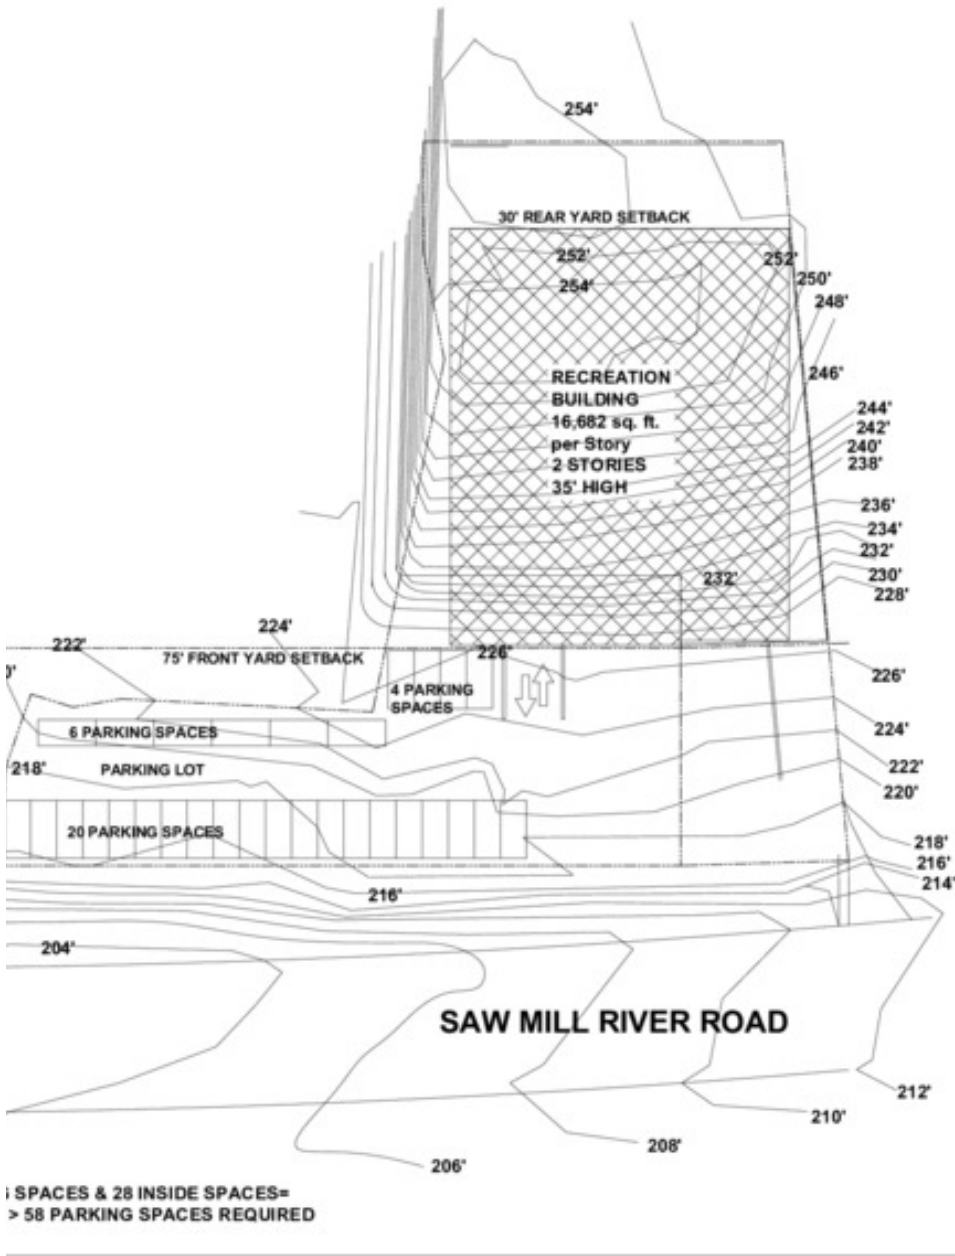 254'
30' REAR YARD SETBACK
252'
252'
254'
250'
248'
RECREATION
BUILDING
16,682 sq. ft.
per Story
2 STORIES
35' HIGH
246'
244'
242'
240'
238'
236'
234'
232'
232'
230'
228'
224'
222'
75' FRONT YARD SETBACK
226'
226'
4 PARKING
SPACES
224'
6 PARKING SPACES
222'
218'
PARKING LOT
220'
20 PARKING SPACES
218'
216'
214'
216'
204'
SAW MILL RIVER ROAD
212'
210'
208'
206'
SPACES & 28 INSIDE SPACES=
> 58 PARKING SPACES REQUIRED